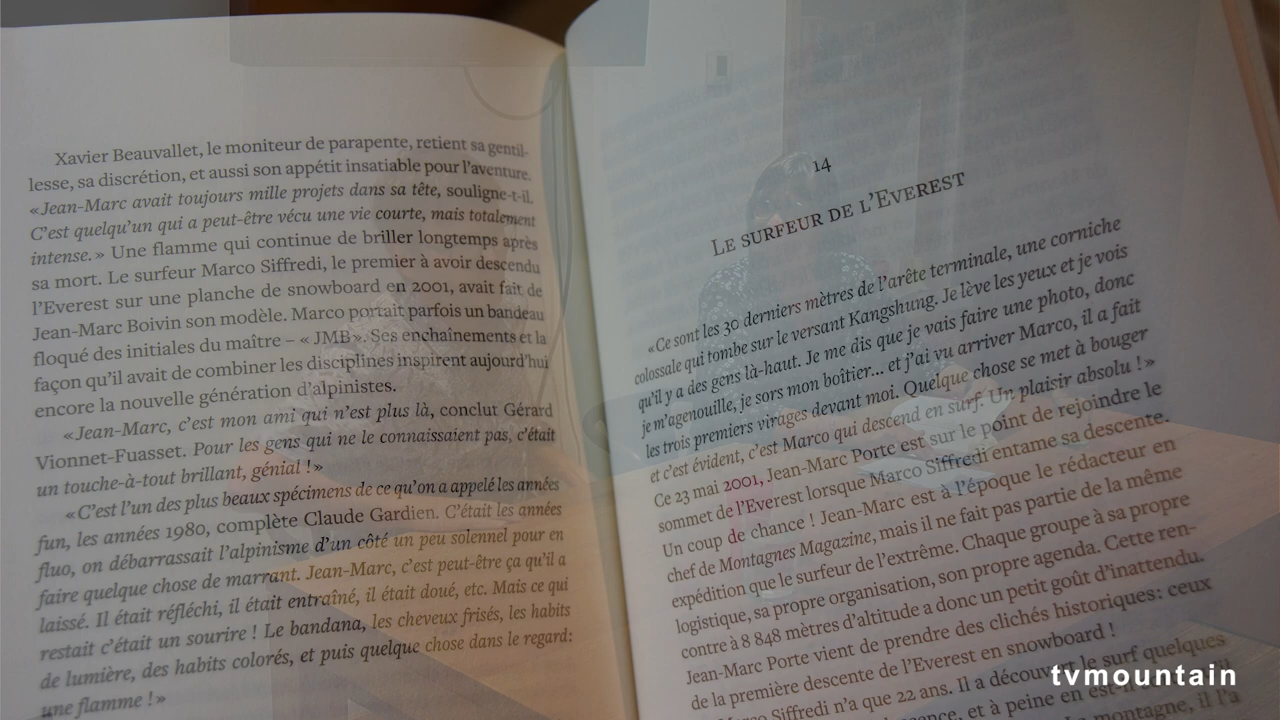 Xavier Beauvallet, le moniteur de parapente, retient sa gentil-
lesse, sa discrétion, et aussi son appétit insatiable pour l'aventure.
« Jean-Marc avait toujours mille projets dans sa tête, souligne-t-il.
C'est quelqu'un qui a peut-être vécu une vie courte, mais totalement
intense. » Une flamme qui continue de briller longtemps après
sa mort. Le surfeur Marco Siffredi, le premier à avoir descendu
l'Everest sur une planche de snowboard en 2001, avait fait de
Jean-Marc Boivin son modèle. Marco portait parfois un bandeau
floqué des initiales du maître – « JMB ». Ses enchaînements et la
façon qu'il avait de combiner les disciplines inspirent aujourd'hui
encore la nouvelle génération d'alpinistes.
« Jean-Marc, c'est mon ami qui n'est plus là, conclut Gérard
Vionnet-Fuasset. Pour les gens qui ne le connaissaient pas, c'était
un touche-à-tout brillant, génial ! »
« C'est l'un des plus beaux spécimens de ce qu'on a appelé les années
fun, les années 1980, complète Claude Gardien. C'était les années
fluo, on débarrassait l'alpinisme d'un côté un peu solennel pour en
faire quelque chose de marrant. Jean-Marc, c'est peut-être ça qu'il a
laissé. Il était réfléchi, il était entraîné, il était doué, etc. Mais ce qui
restait c'était un sourire ! Le bandana, les cheveux frisés, les habits
de lumière, des habits colorés, et puis quelque chose dans le regard:
une flamme ! »
14
Le surfeur de l'Everest
« Ce sont les 30 derniers mètres de l'arête terminale, une corniche
colossale qui tombe sur le versant Kangshung. Je lève les yeux et je vois
qu'il y a des gens là-haut. Je me dis que je vais faire une photo, donc
je m'agenouille, je sors mon boîtier... et j'ai vu arriver Marco, il a fait
les trois premiers virages devant moi. Quelque chose se met à bouger
et c'est évident, c'est Marco qui descend en surf. Un plaisir absolu ! »
Ce 23 mai 2001, Jean-Marc Porte est sur le point de rejoindre le
sommet de l'Everest lorsque Marco Siffredi entame sa descente.
Un coup de chance ! Jean-Marc est à l'époque le rédacteur en
chef de Montagnes Magazine, mais il ne fait pas partie de la même
expédition que le surfeur de l'extrême. Chaque groupe a sa propre
logistique, sa propre organisation, son propre agenda. Cette ren-
contre à 8 848 mètres d'altitude a donc un petit goût d'inattendu.
Jean-Marc Porte vient de prendre des clichés historiques: ceux
de la première descente de l'Everest en snowboard !
Marco Siffredi n'a que 22 ans. Il a découvert le surf quelques
et à peine en
montagne, il l'a
tvmountain